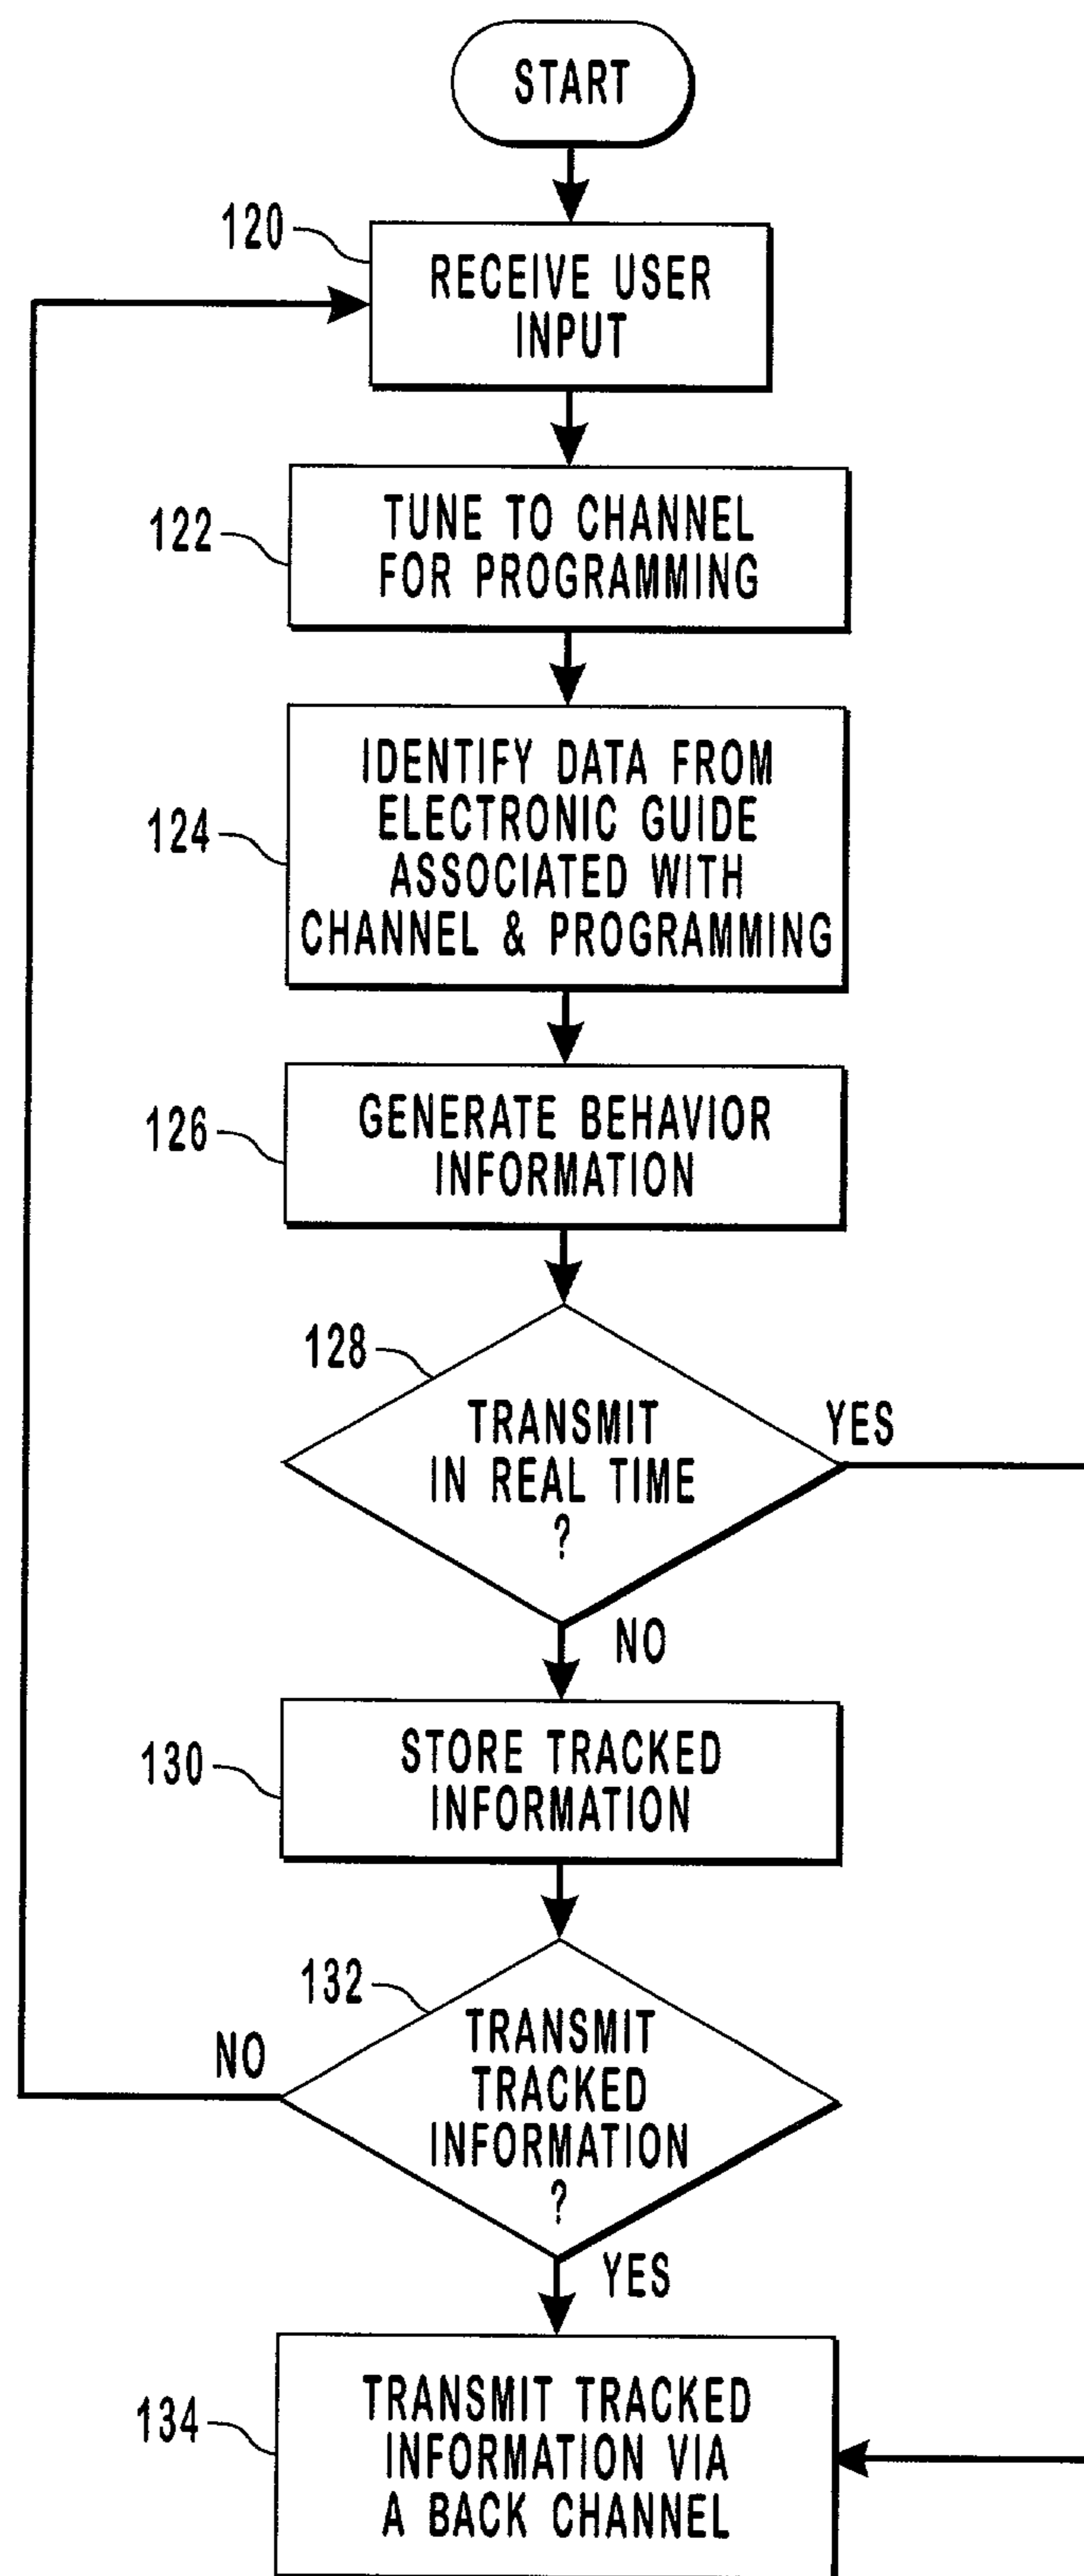 START
120
RECEIVE USER
INPUT
122
TUNE TO CHANNEL
FOR PROGRAMMING
124
IDENTIFY DATA FROM
ELECTRONIC GUIDE
ASSOCIATED WITH
CHANNEL & PROGRAMMING
126
GENERATE BEHAVIOR
INFORMATION
128
TRANSMIT
IN REAL TIME
?
YES
NO
130
STORE TRACKED
INFORMATION
132
TRANSMIT
TRACKED
INFORMATION
?
NO
YES
134
TRANSMIT TRACKED
INFORMATION VIA
A BACK CHANNEL